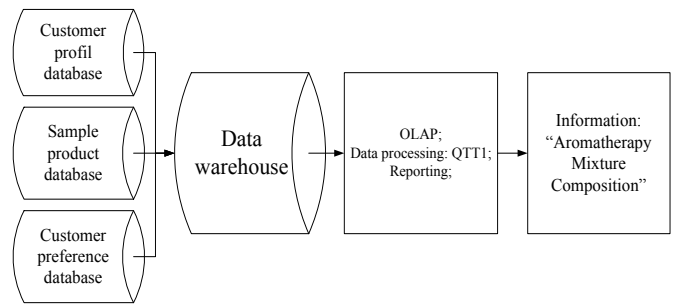 Customer
profil
database
Sample
product
database
Customer
preference
database
Data
warehouse
OLAP;
Data processing: QTT1;
Reporting;
Information:
“Aromatherapy
Mixture
Composition”